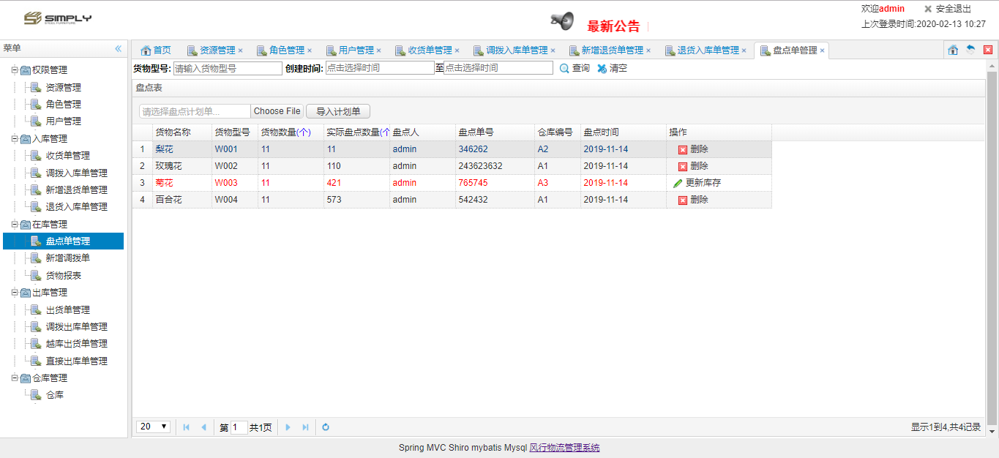 SIMPLY
STEEL FURNITURE
最新公告
欢迎admin 安全退出
上次登录时间:2020-02-13 10:27
菜单
权限管理
资源管理
角色管理
用户管理
入库管理
收货单管理
调拨入库单管理
新增退货单管理
退货入库单管理
在库管理
盘点单管理
新增调拨单
货物报表
出库管理
出货单管理
调拨出库单管理
越库出货单管理
直接出库单管理
仓库管理
仓库
首页 资源管理 角色管理 用户管理 收货单管理 调拨入库单管理 新增退货单管理 退货入库单管理 盘点单管理
货物型号: 请输入货物型号 创建时间: 点击选择时间 至 点击选择时间 查询 清空
盘点表
请选择盘点计划单... Choose File 导入计划单
货物名称 货物型号 货物数量(个) 实际盘点数量(个 盘点人 盘点单号 仓库编号 盘点时间 操作
1 梨花 W001 11 11 admin 346262 A2 2019-11-14 删除
2 玫瑰花 W002 11 110 admin 243623632 A1 2019-11-14 删除
3 菊花 W003 11 421 admin 765745 A3 2019-11-14 更新库存
4 百合花 W004 11 573 admin 542432 A1 2019-11-14 删除
20 第 1 共1页 显示1到4,共4记录
Spring MVC Shiro mybatis Mysql 风行物流管理系统